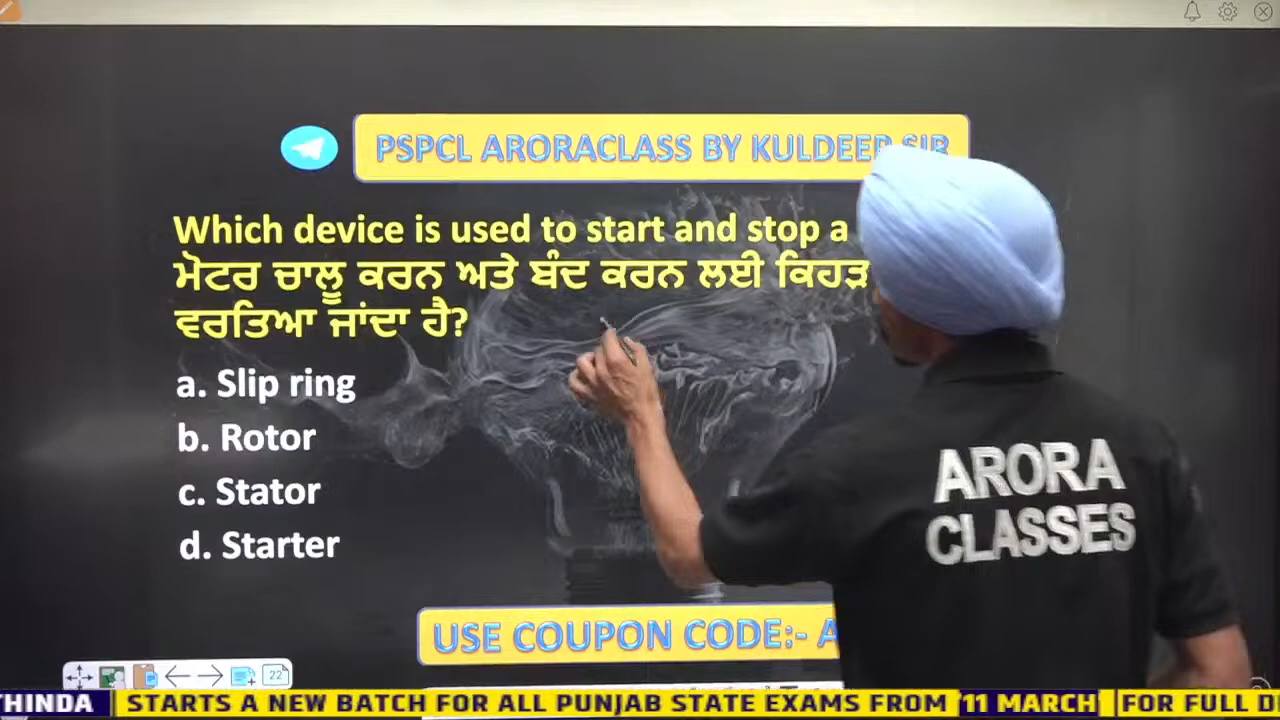 PSPCL ARORACLASS BY KULDEEP SIR
Which device is used to start and stop a
ਮੋਟਰ ਚਾਲੂ ਕਰਨ ਅਤੇ ਬੰਦ ਕਰਨ ਲਈ ਕਿਹੜ
ਵਰਤਿਆ ਜਾਂਦਾ ਹੈ?
a. Slip ring
b. Rotor
c. Stator
d. Starter
ARORA
CLASSES
USE COUPON CODE:- A
22
THINDA STARTS A NEW BATCH FOR ALL PUNJAB STATE EXAMS FROM 11 MARCH FOR FULL D